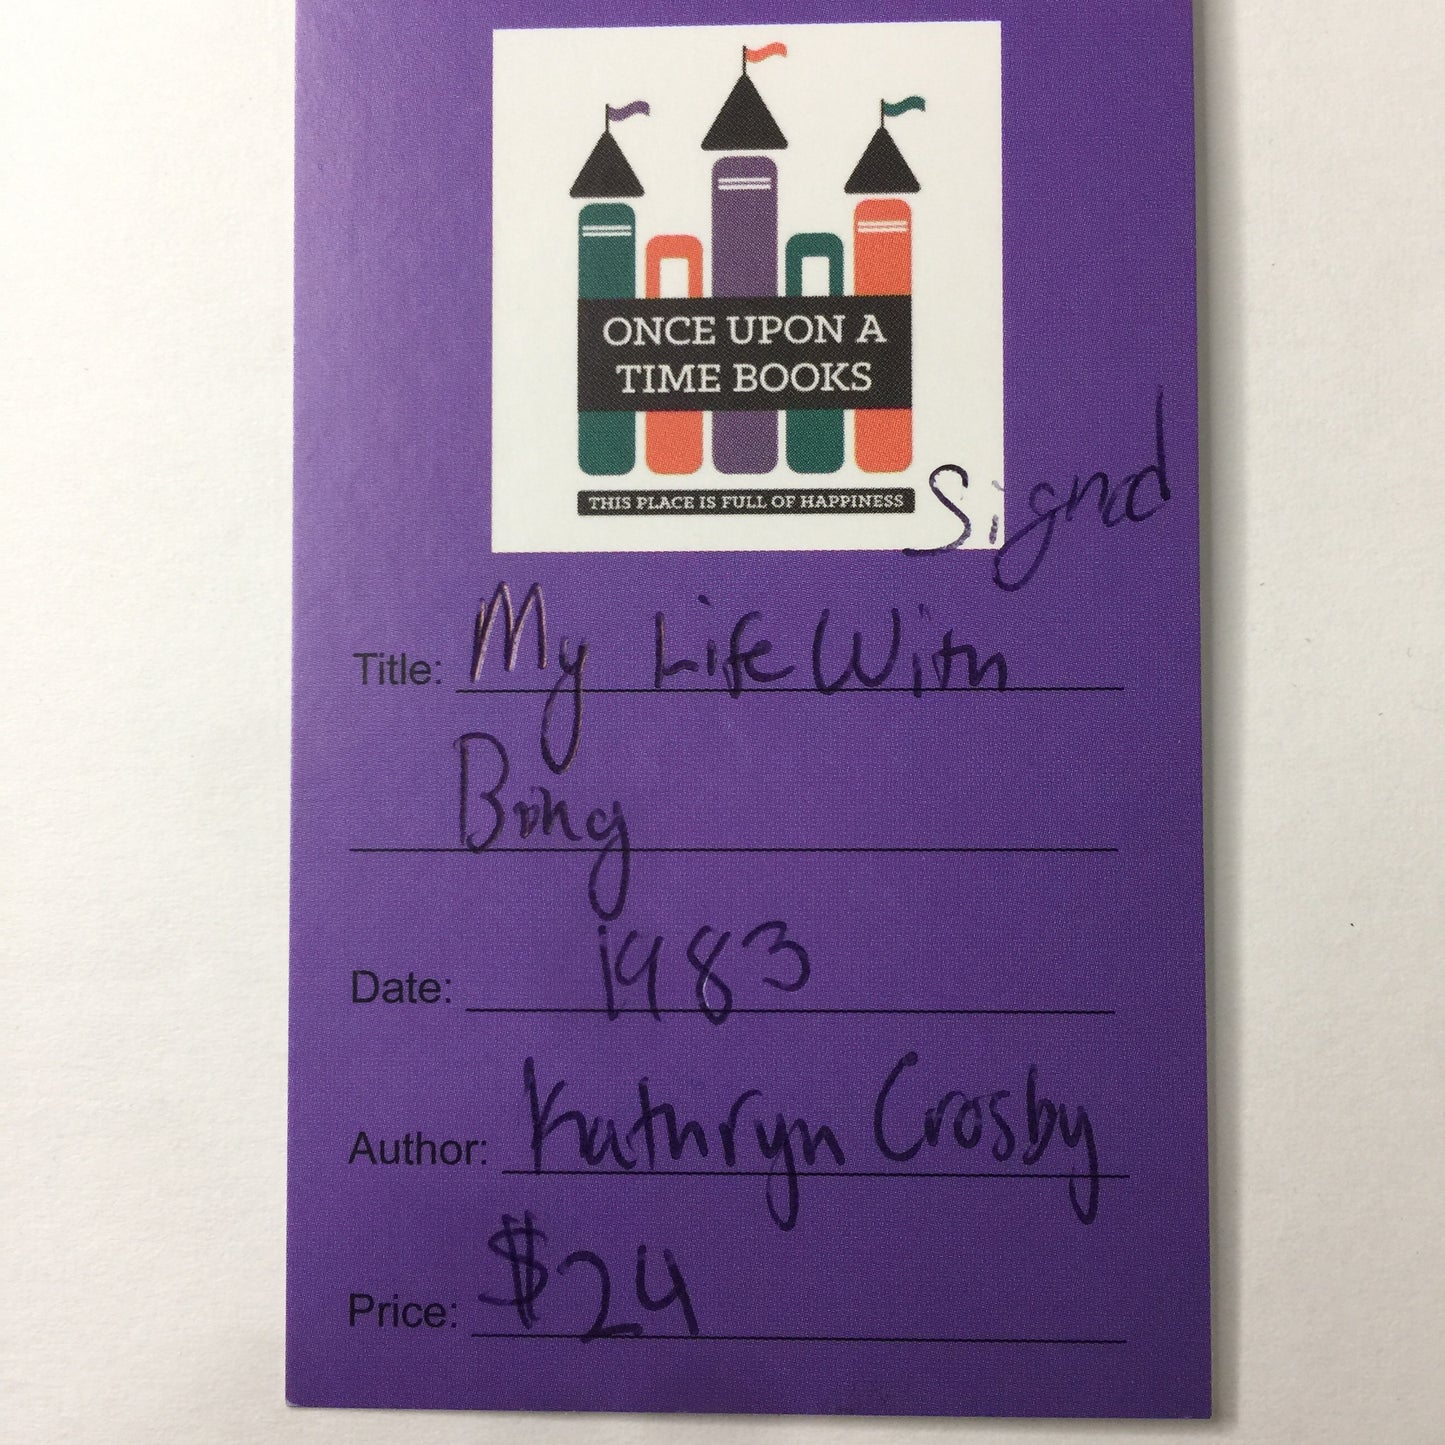 ONCE UPON A
TIME BOOKS
THIS PLACE IS FULL OF HAPPINESS
Signed
Title: My Life With
Bing
Date: 1983
Author: Kathryn Crosby
Price: $24